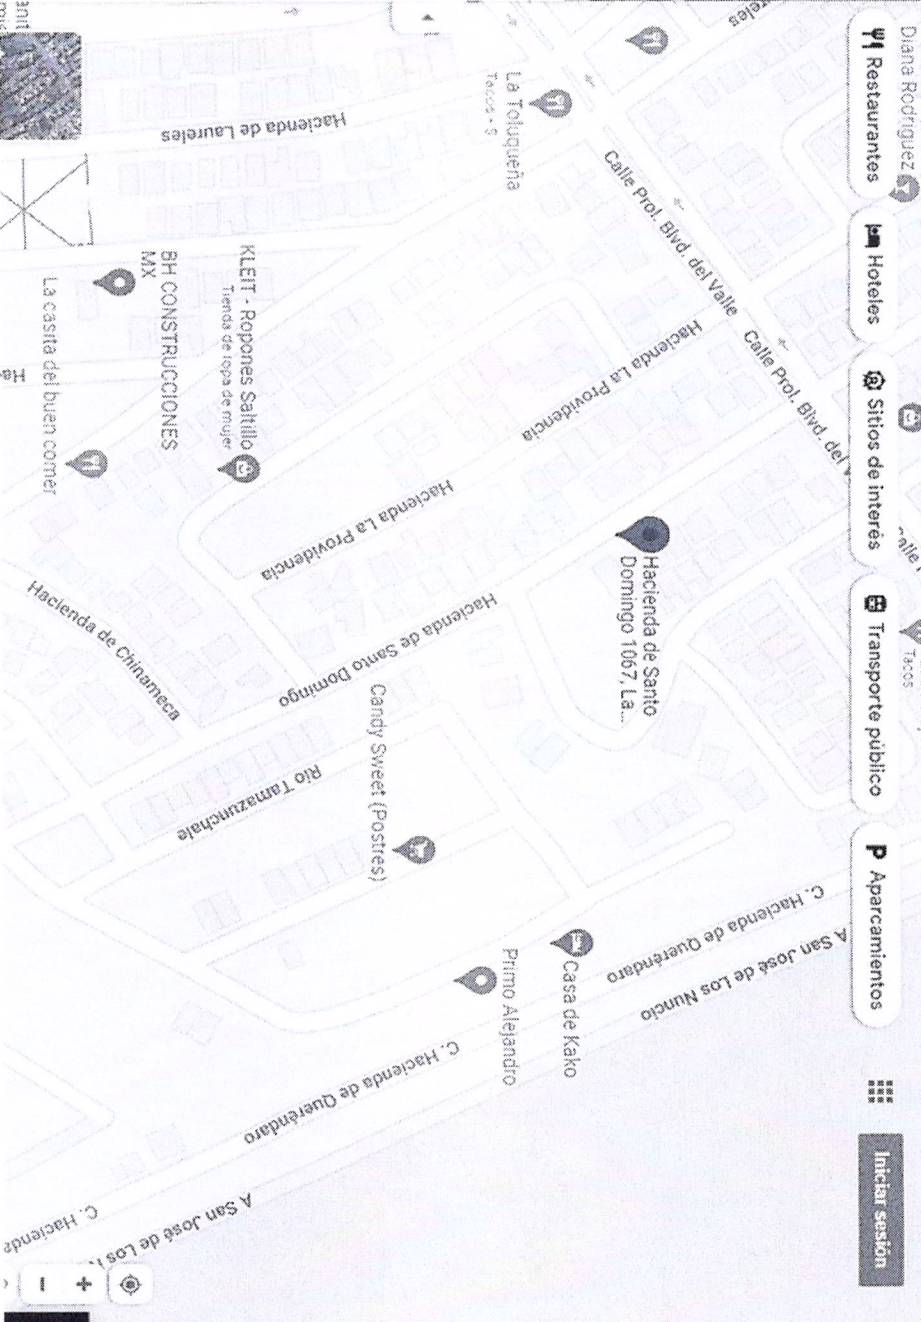 Diana Rodríguez
Tacos
Restaurantes
Hoteles
Sitios de interés
Transporte público
Aparcamientos
Iniciar sesión
Calle Prol. Blvd. del Valle
Calle Prol. Blvd. del
La Toluqueña
Tacos • $
Hacienda de Santo
Domingo 1067, La...
C. Hacienda de Queréndaro
A San José de Los Nuncio
Casa de Kako
Primo Alejandro
Hacienda La Providencia
Hacienda La Providencia
Hacienda de Santo Domingo
Candy Sweet (Postres)
Río Tamazunchale
C. Hacienda de Queréndaro
Hacienda de Laureles
KLEIT - Ropones Saltillo
Tienda de ropa de mujer
BH CONSTRUCCIONES
MX
La casita del buen comer
Hacienda de Chinameca
A San José de Los
C. Hacienda